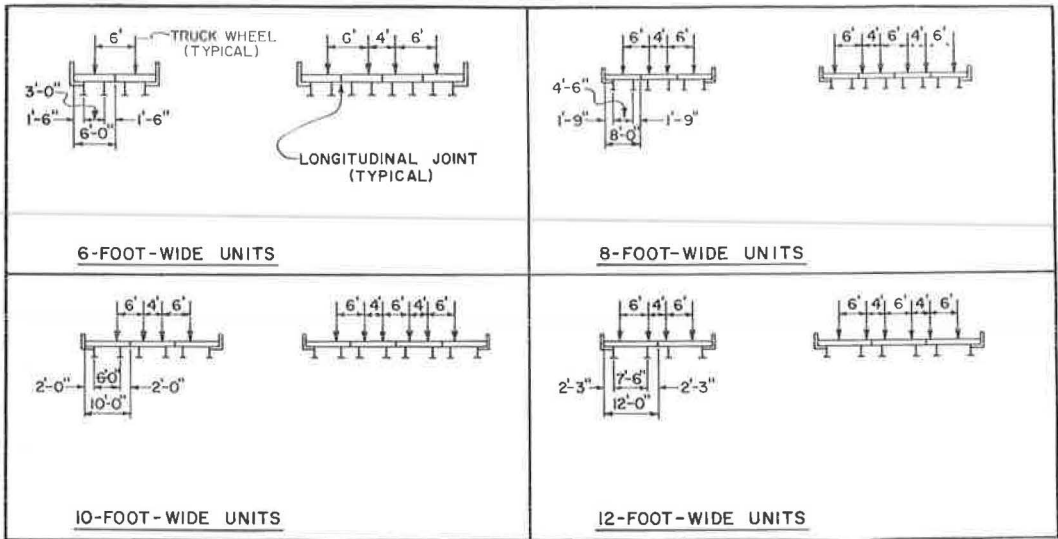 6'
TRUCK WHEEL
(TYPICAL)
3'-0"
1'-6"
6'-0"
1'-6"
6' 4' 6'
LONGITUDINAL JOINT
(TYPICAL)
6-FOOT-WIDE UNITS
6' 4' 6'
4'-6"
1'-9"
8'-0"
1'-9"
6' 4' 6' 4' 6'
8-FOOT-WIDE UNITS
6' 4' 6'
2'-0"
6'-0"
2'-0"
10'-0"
6' 4' 6' 4' 6'
10-FOOT-WIDE UNITS
6' 4' 6'
2'-3"
7'-6"
2'-3"
12'-0"
6' 4' 6' 4' 6'
12-FOOT-WIDE UNITS